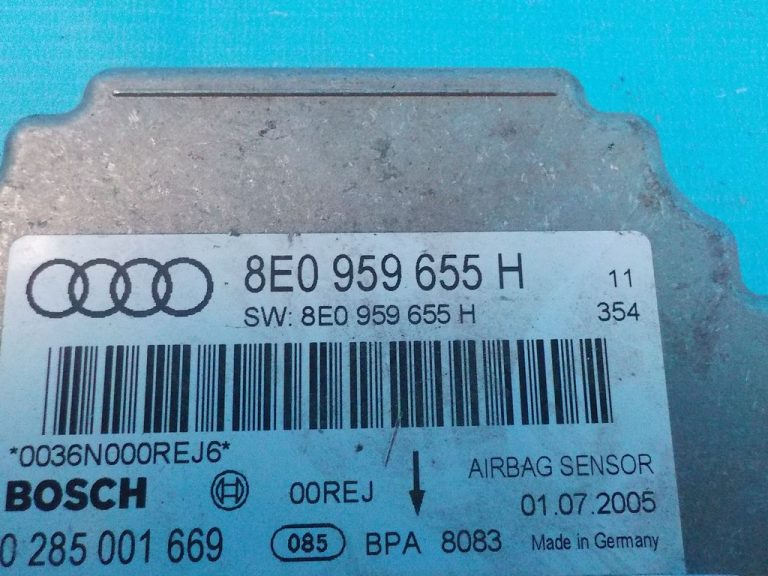 8E0 959 655 H 11
SW: 8E0 959 655 H 354
*0036N000REJ6*
AIRBAG SENSOR
BOSCH 00REJ 01.07.2005
0 285 001 669 085 BPA 8083 Made in Germany